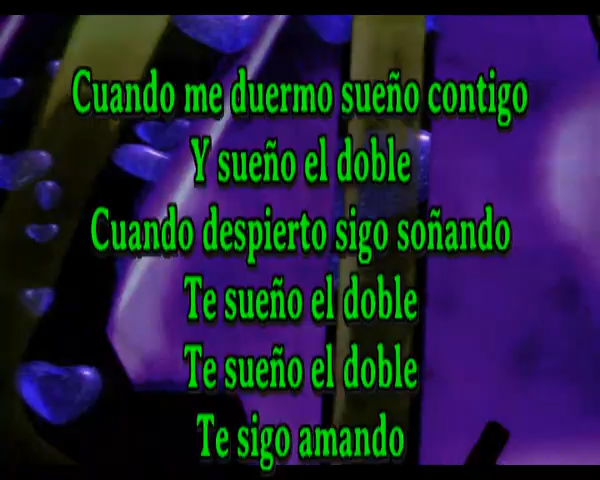 Cuando me duermo sueño contigo
Y sueño el doble
Cuando despierto sigo soñando
Te sueño el doble
Te sueño el doble
Te sigo amando